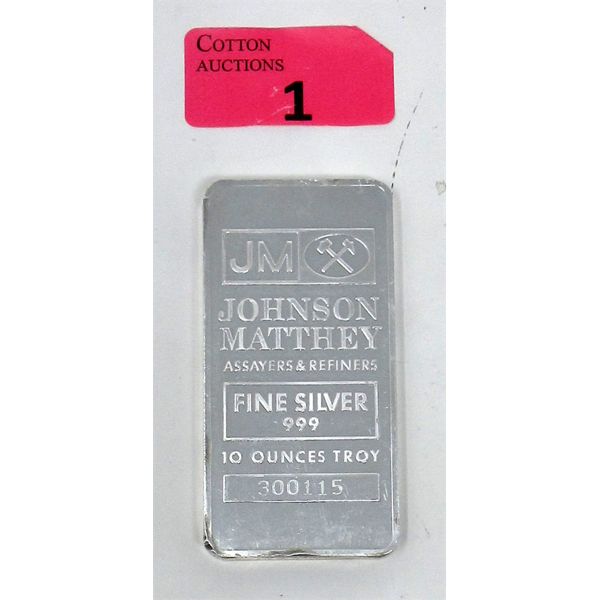 COTTON
AUCTIONS
1
JM
JOHNSON
MATTHEY
ASSAYERS & REFINERS
FINE SILVER
999
10 OUNCES TROY
300115